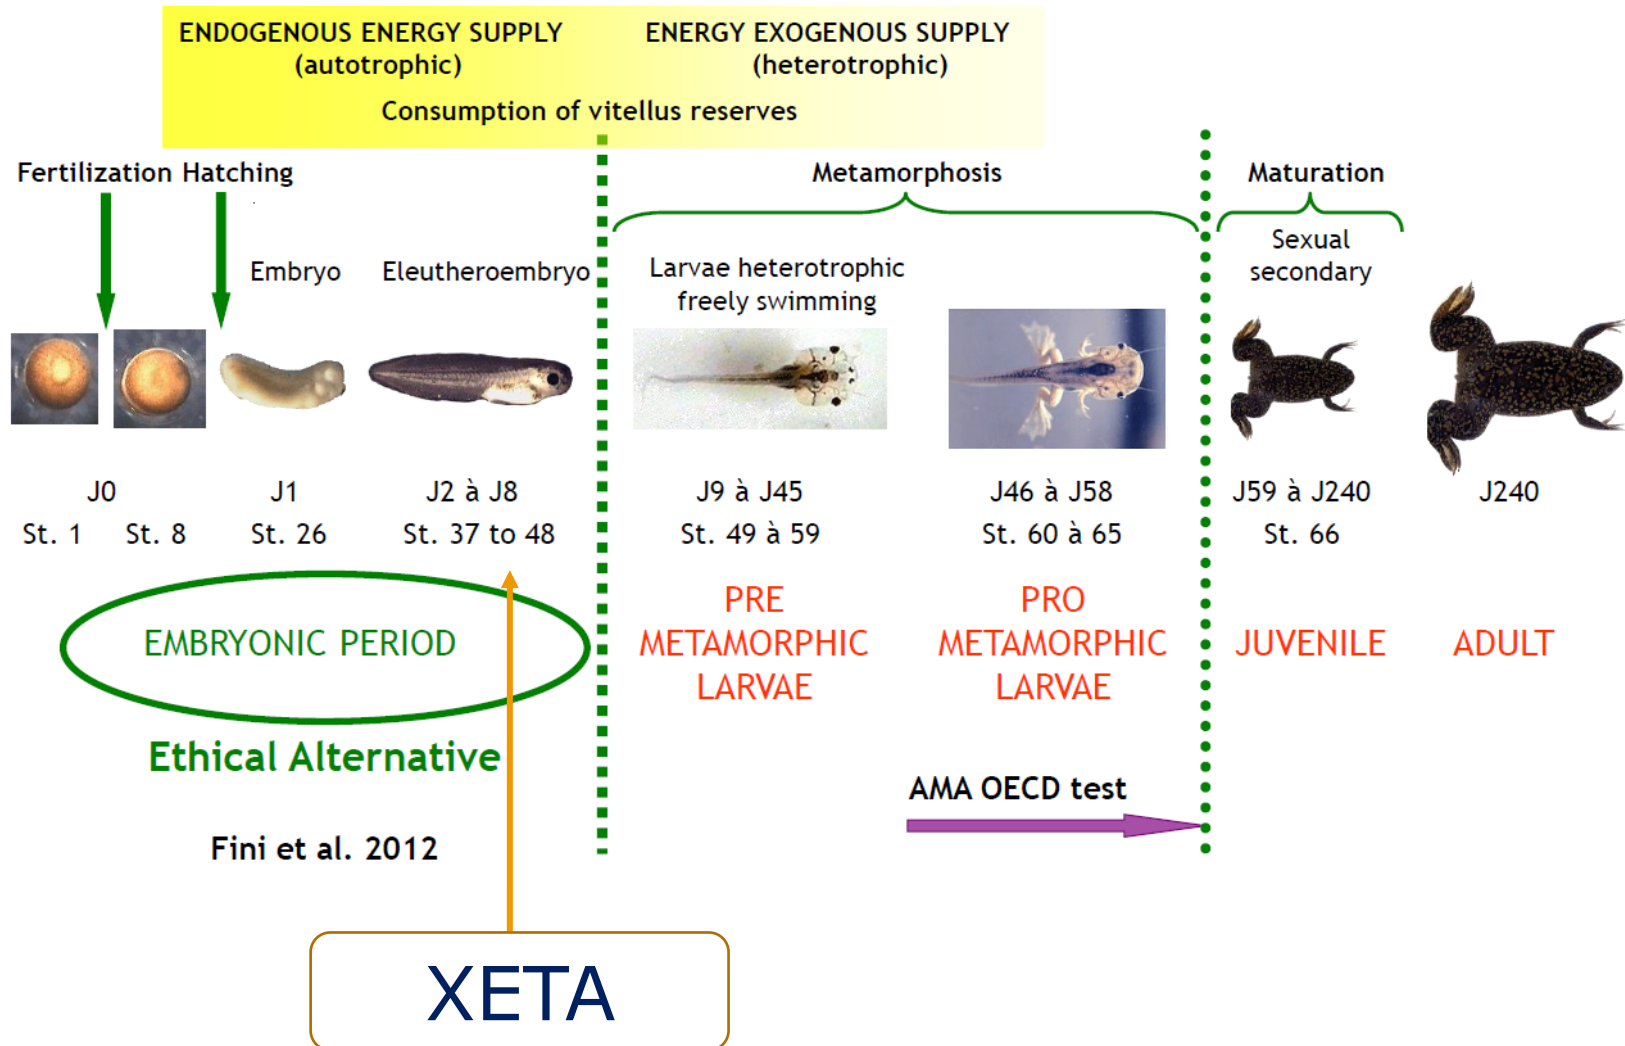 ENDOGENOUS ENERGY SUPPLY
(autotrophic)
ENERGY EXOGENOUS SUPPLY
(heterotrophic)
Consumption of vitellus reserves
Fertilization Hatching
Metamorphosis
Maturation
Embryo
Eleutheroembryo
Larvae heterotrophic
freely swimming
Sexual
secondary
J0
J1
J2 à J8
J9 à J45
J46 à J58
J59 à J240
J240
St. 1
St. 8
St. 26
St. 37 to 48
St. 49 à 59
St. 60 à 65
St. 66
EMBRYONIC PERIOD
PRE
METAMORPHIC
LARVAE
PRO
METAMORPHIC
LARVAE
JUVENILE
ADULT
Ethical Alternative
AMA OECD test
Fini et al. 2012
XETA